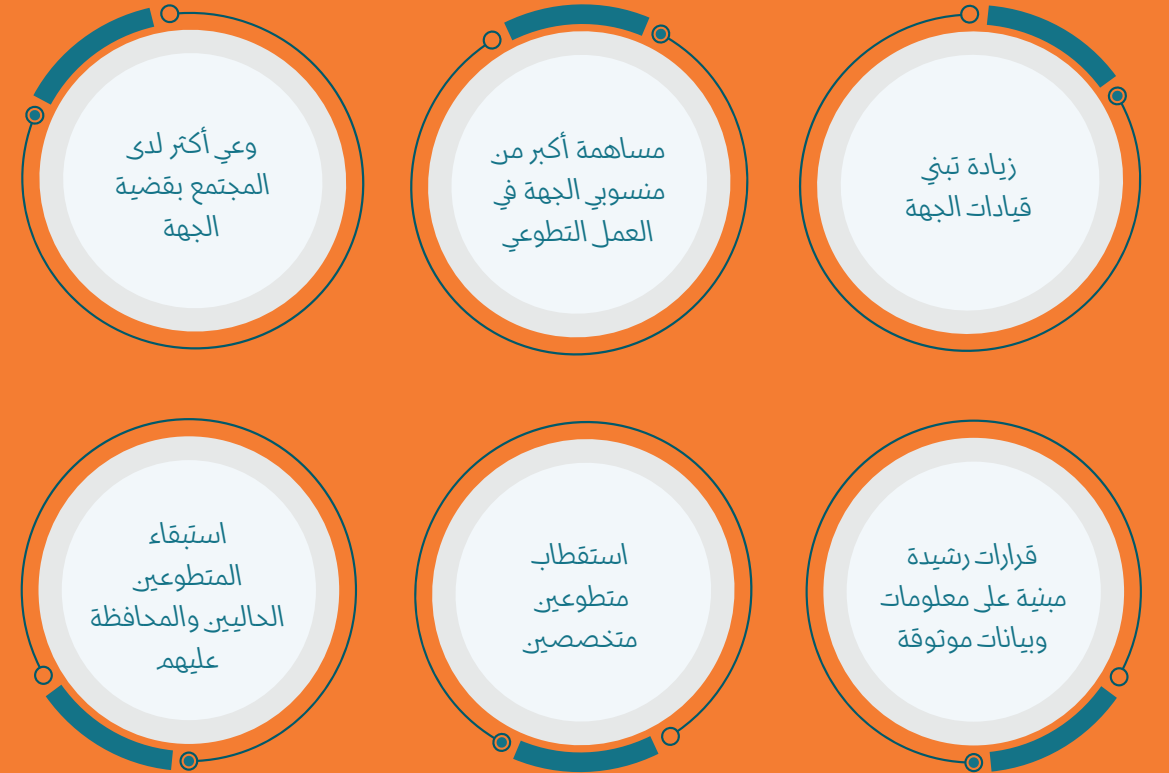 زيادة تبني
قيادات الجهة
مساهمة أكبر من
منسوبي الجهة في
العمل التطوعي
وعي أكثر لدى
المجتمع بقضية
الجهة
قرارات رشيدة
مبنية على معلومات
وبيانات موثوقة
استقطاب
متطوعين
متخصصين
استبقاء
المتطوعين
الحاليين والمحافظة
عليهم